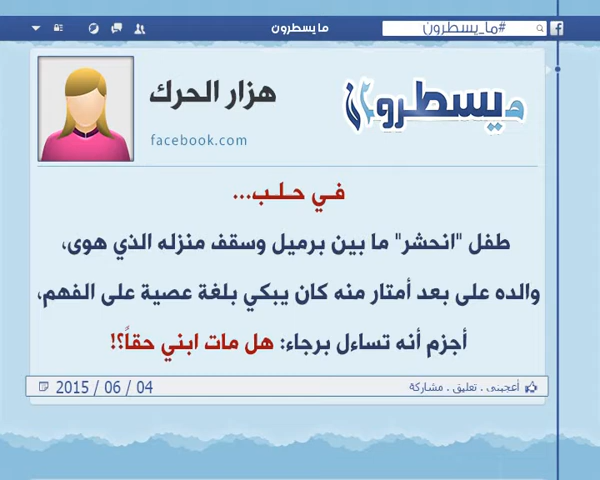 ما يسطرون
#ما_يسطرون
هزار الحرك
facebook.com
ما يسطرون
في حلب...
طفل "انحشر" ما بين برميل وسقف منزله الذي هوى،
والده على بعد أمتار منه كان يبكي بلغة عصية على الفهم،
أجزم أنه تساءل برجاء: هل مات ابني حقاً؟!
أعجبني . تعليق . مشاركة
2015 / 06 / 04